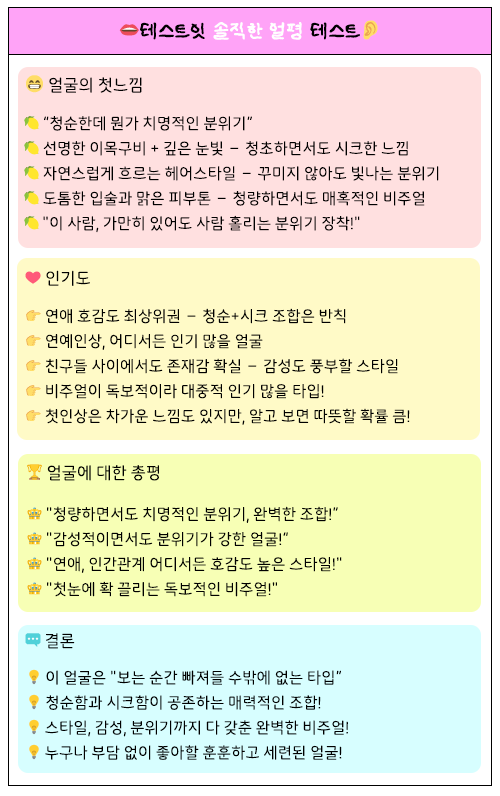 테스트힛 솔직한 얼평 테스트
얼굴의 첫느낌
“청순한데 뭔가 치명적인 분위기”
선명한 이목구비 + 깊은 눈빛 – 청초하면서도 시크한 느낌
자연스럽게 흐르는 헤어스타일 – 꾸미지 않아도 빛나는 분위기
도톰한 입술과 맑은 피부톤 – 청량하면서도 매혹적인 비주얼
"이 사람, 가만히 있어도 사람 홀리는 분위기 장착!"
인기도
연애 호감도 최상위권 – 청순+시크 조합은 반칙
연예인상, 어디서든 인기 많을 얼굴
친구들 사이에서도 존재감 확실 – 감성도 풍부할 스타일
비주얼이 독보적이라 대중적 인기 많을 타입!
첫인상은 차가운 느낌도 있지만, 알고 보면 따뜻할 확률 큼!
얼굴에 대한 총평
"청량하면서도 치명적인 분위기, 완벽한 조합!”
"감성적이면서도 분위기가 강한 얼굴!”
"연애, 인간관계 어디서든 호감도 높은 스타일!"
"첫눈에 확 끌리는 독보적인 비주얼!"
결론
이 얼굴은 "보는 순간 빠져들 수밖에 없는 타입”
청순함과 시크함이 공존하는 매력적인 조합!
스타일, 감성, 분위기까지 다 갖춘 완벽한 비주얼!
누구나 부담 없이 좋아할 훈훈하고 세련된 얼굴!